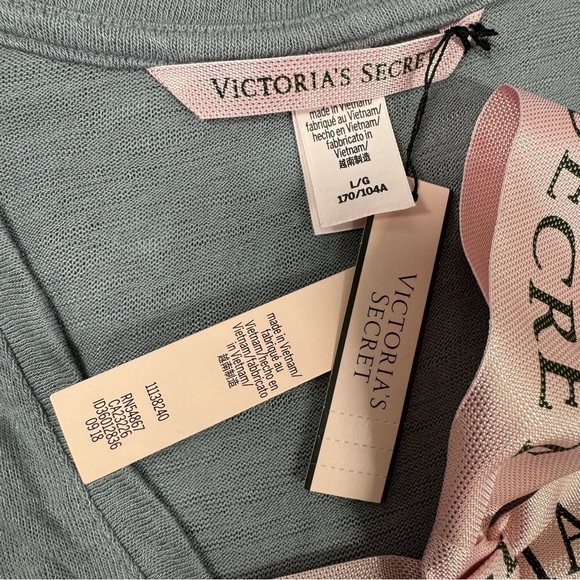 VICTORIA'S SECRET
made in Vietnam/
fabriqué au Vietnam/
hecho en Vietnam/
fabbricato in
Vietnam/
越南制造
L/G
170/104A
VICTORIA'S
SECRET
made in Vietnam/
fabriqué au
Vietnam/hecho en
Vietnam/fabbricato
in Vietnam/
越南制造
11138240
RN54867
CA23226
ID36012836
09 18
SECRE